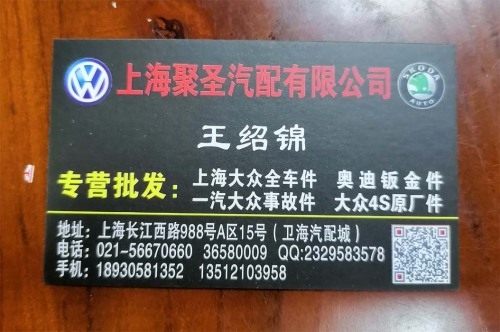 上海聚圣汽配有限公司
SKODA
AUTO
王绍锦
专营批发：
上海大众全车件 奥迪钣金件
一汽大众事故件 大众4S原厂件
地址：上海长江西路988号A区15号（卫海汽配城）
电话：021-56670660 36580009 QQ:2329583578
手机：18930581352 13512103958